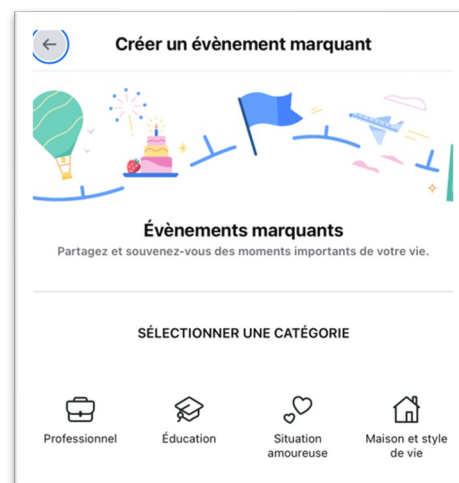 Créer un évènement marquant
Évènements marquants
Partagez et souvenez-vous des moments importants de votre vie.
SÉLECTIONNER UNE CATÉGORIE
Professionnel
Éducation
Situation
amoureuse
Maison et style
de vie